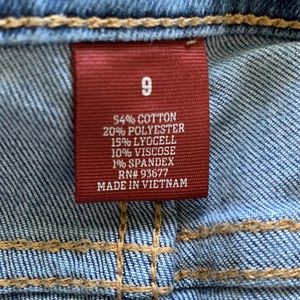 9
54% COTTON
20% POLYESTER
15% LYOCELL
10% VISCOSE
1% SPANDEX
RN# 93677
MADE IN VIETNAM